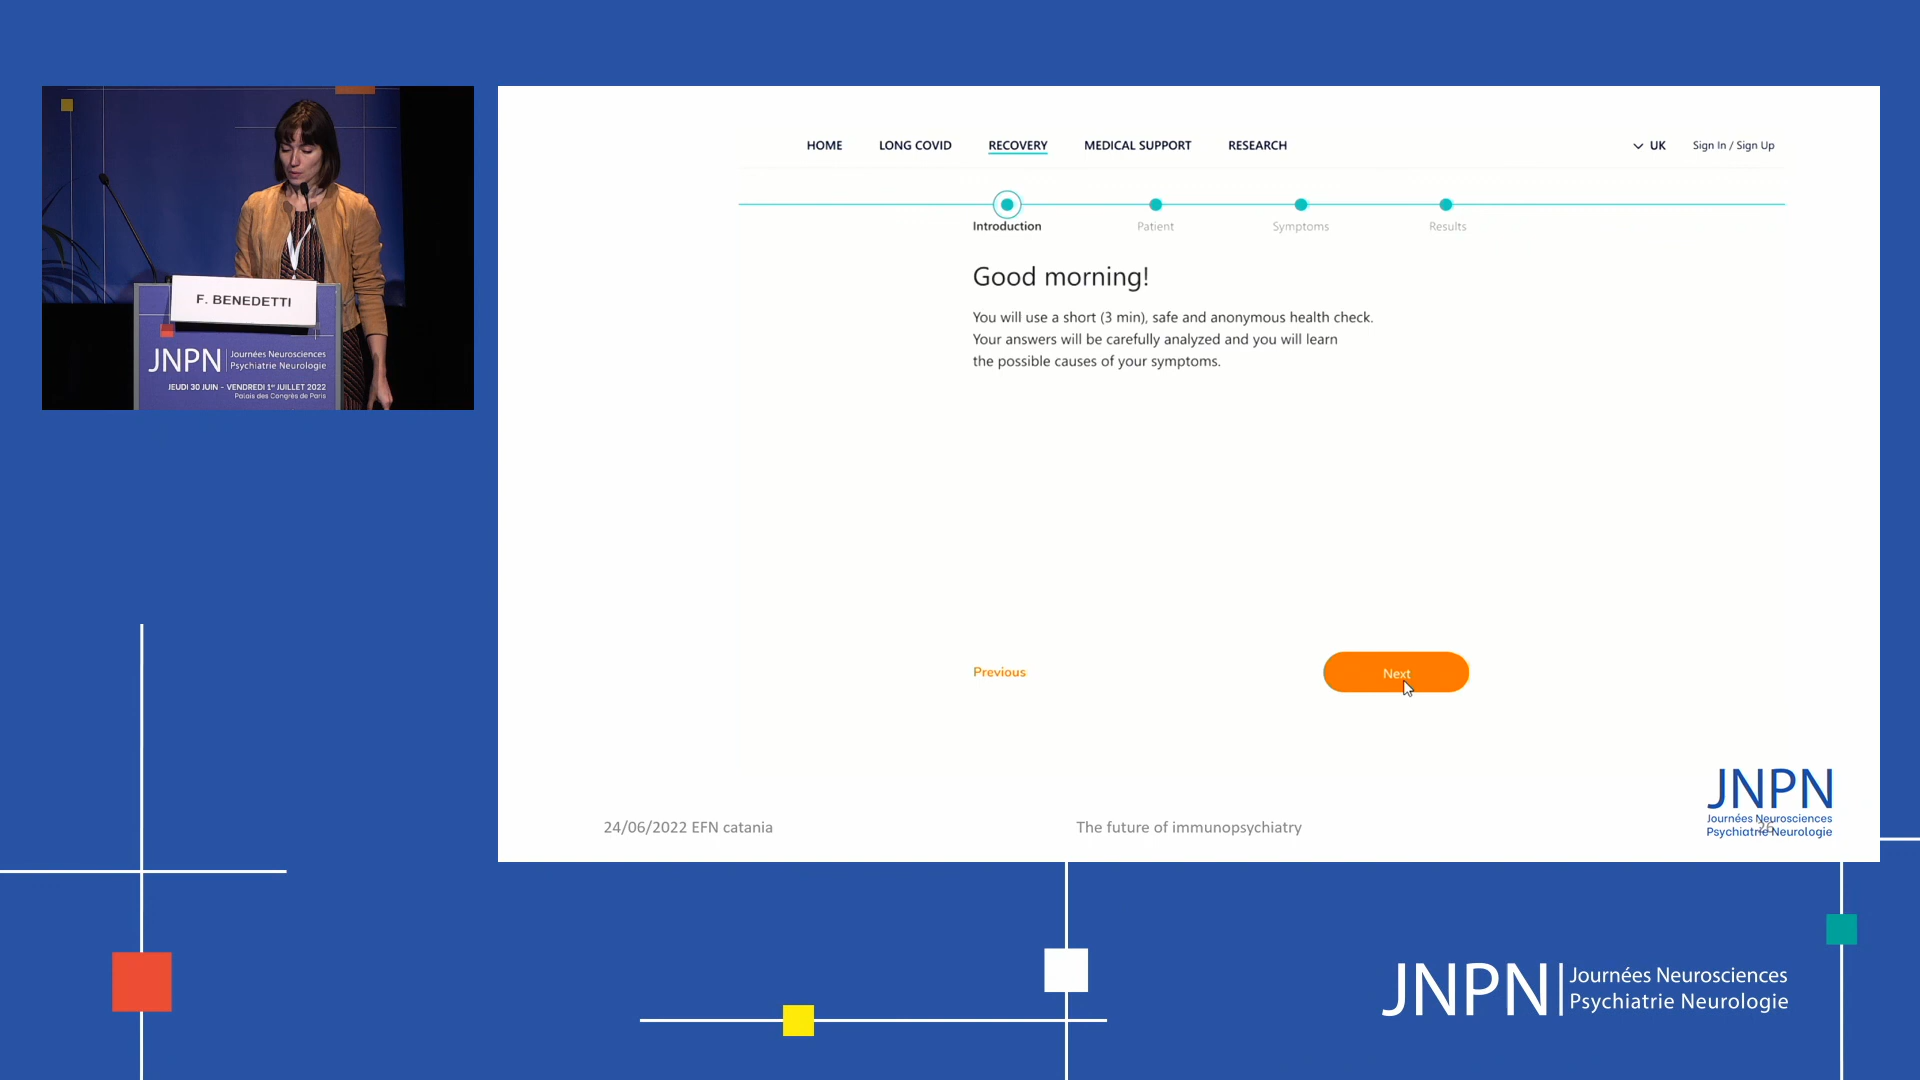 F. BENEDETTI
JNPN
Journées Neurosciences
Psychiatrie Neurologie
JEUDI 30 JUIN - VENDREDI 1er JUILLET 2022
Palais des Congrès de Paris
HOME LONG COVID RECOVERY MEDICAL SUPPORT RESEARCH UK Sign In / Sign Up
Introduction Patient Symptoms Results
Good morning!
You will use a short (3 min), safe and anonymous health check.
Your answers will be carefully analyzed and you will learn
the possible causes of your symptoms.
Previous Next
24/06/2022 EFN catania The future of immunopsychiatry
JNPN
Journées Neurosciences
Psychiatrie Neurologie
JNPN
Journées Neurosciences
Psychiatrie Neurologie